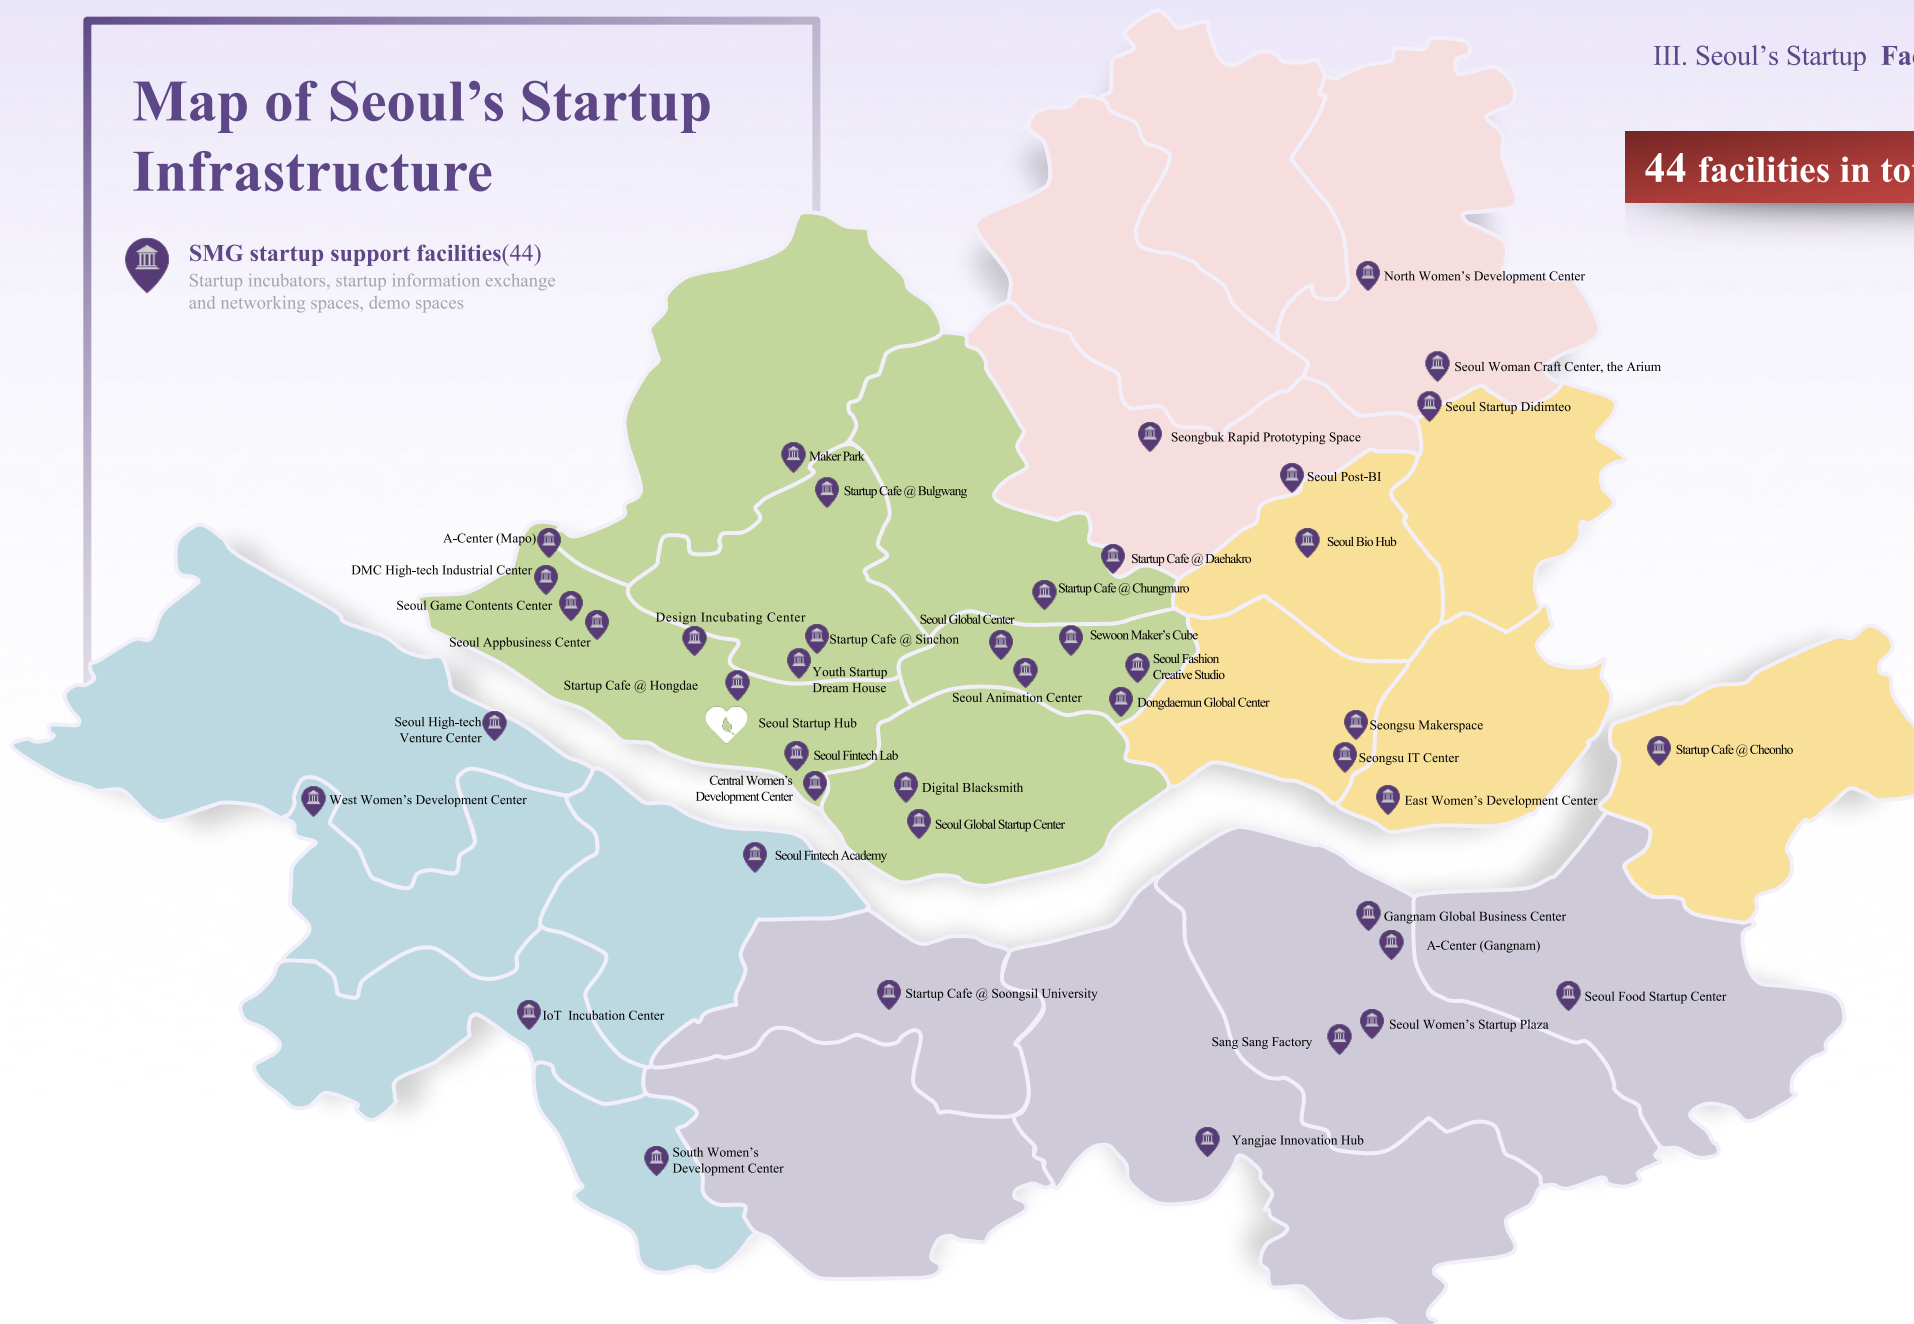 Map of Seoul's Startup
Infrastructure
III. Seoul's Startup
44 facilities in
SMG startup support facilities(44)
Startup incubators, startup information exchange
and networking spaces, demo spaces
North Women's Development Center
Seoul Woman Craft Center, the Arium
Seoul Startup Didimteo
Seongbuk Rapid Prototyping Space
Maker Park
Seoul Post-BI
Startup Cafe @ Bulgwang
A-Center (Mapo)
Seoul Bio Hub
Startup Cafe @ Daehakro
DMC High-tech Industrial Center
Startup Cafe @ Chungmuro
Seoul Game Contents Center
Design Incubating Center
Seoul Global Center
Seoul Appbusiness Center
Startup Cafe @ Sinchon
Sewoon Maker's Cube
Seoul Fashion
Creative Studio
Youth Startup
Dream House
Startup Cafe @ Hongdae
Seoul Animation Center
Dongdaemun Global Center
Seoul High-tech
Venture Center
Seoul Startup Hub
Seongsu Makerspace
Startup Cafe @ Cheonho
Seoul Fintech Lab
Seongsu IT Center
Central Women's
Development Center
Digital Blacksmith
West Women's Development Center
East Women's Development Center
Seoul Global Startup Center
Seoul Fintech Academy
Gangnam Global Business Center
A-Center (Gangnam)
Startup Cafe @ Soongsil University
Seoul Food Startup Center
IoT Incubation Center
Seoul Women's Startup Plaza
Sang Sang Factory
Yangjae Innovation Hub
South Women's
Development Center